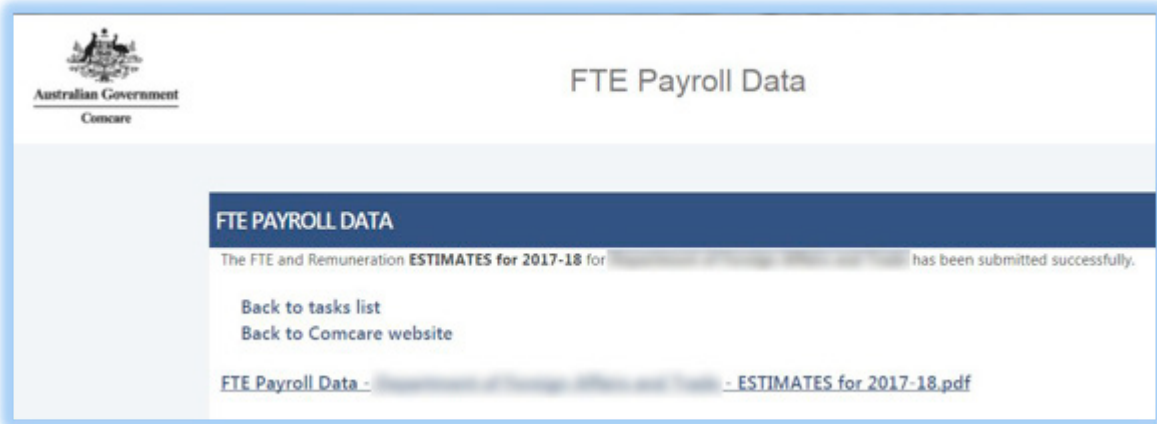 Australian Government
Comcare
FTE Payroll Data
FTE PAYROLL DATA
The FTE and Remuneration ESTIMATES for 2017-18 for has been submitted successfully.
Back to tasks list
Back to Comcare website
FTE Payroll Data - - ESTIMATES for 2017-18.pdf